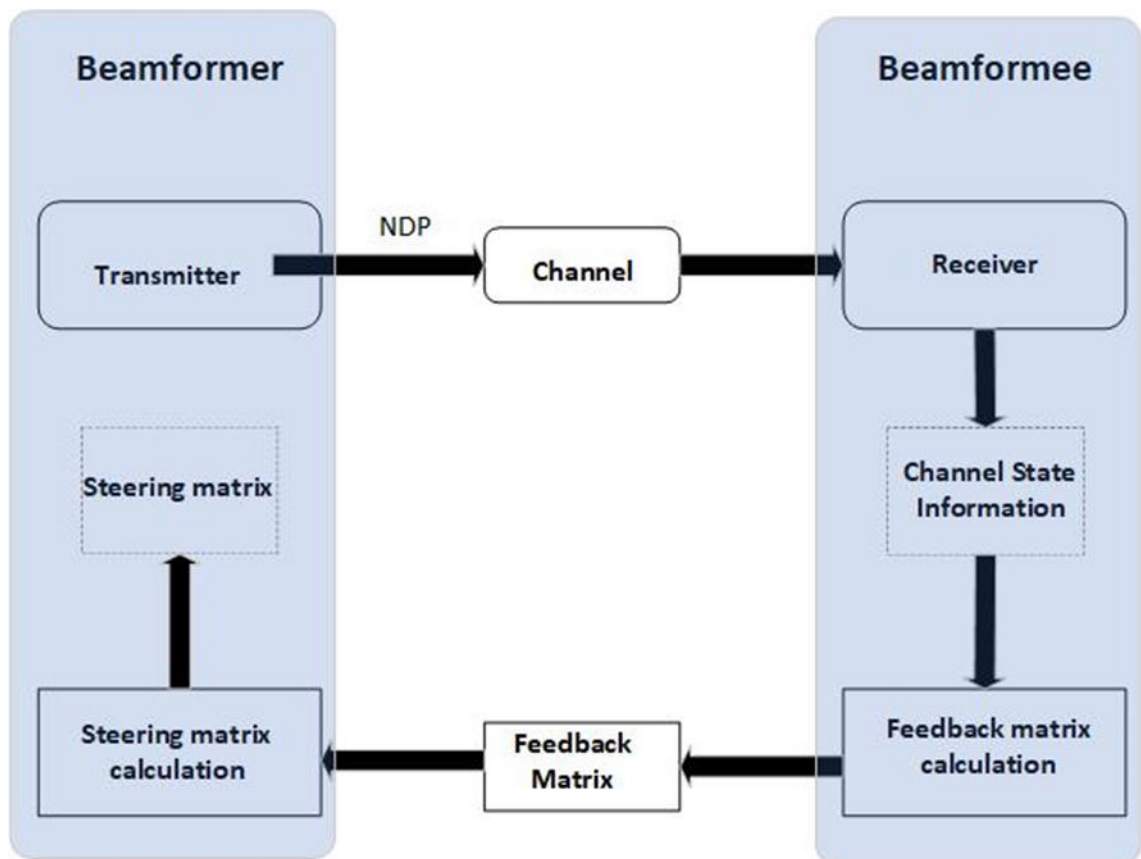 Beamformer
Beamformee
NDP
Transmitter
Channel
Receiver
Steering matrix
Channel State
Information
Steering matrix
calculation
Feedback
Matrix
Feedback matrix
calculation